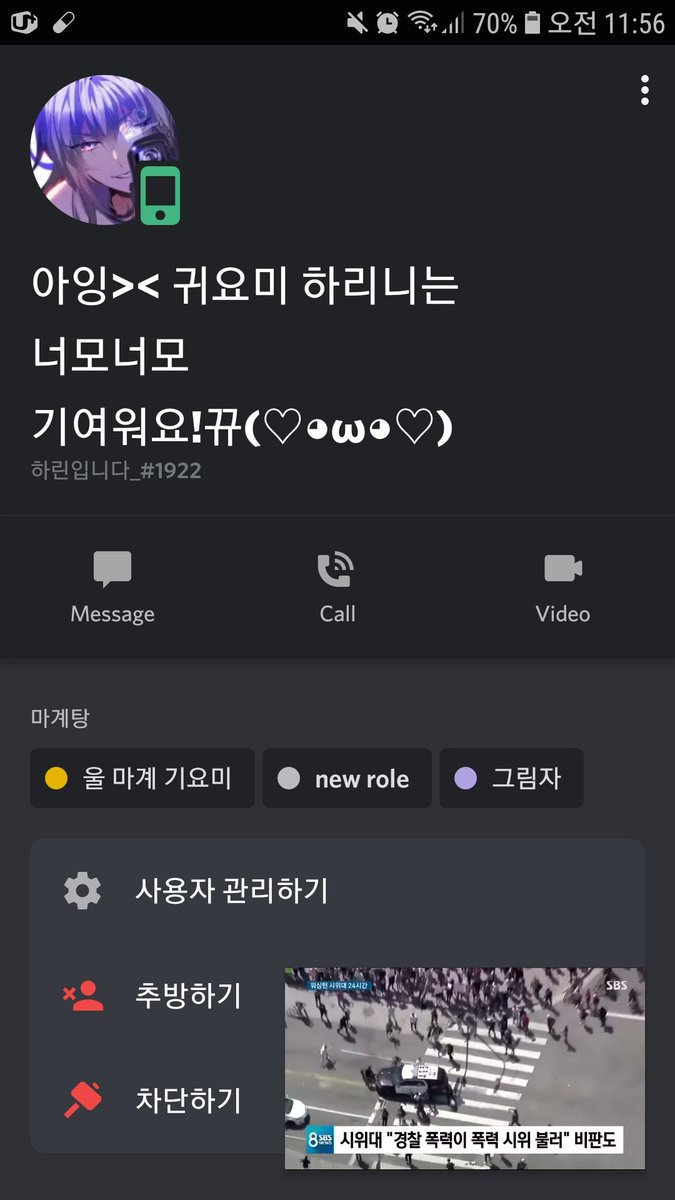 70% 오전 11:56
아잉>< 귀요미 하리니는
너모너모
기여워요!뀨(♡◕ω◕♡)
하린입니다_#1922
Message Call Video
마계탕
울 마계 기요미 new role 그림자
사용자 관리하기
추방하기
차단하기
워싱턴 시위대 24시간 SBS
8 SBS NEWS 시위대 "경찰 폭력이 폭력 시위 불러" 비판도